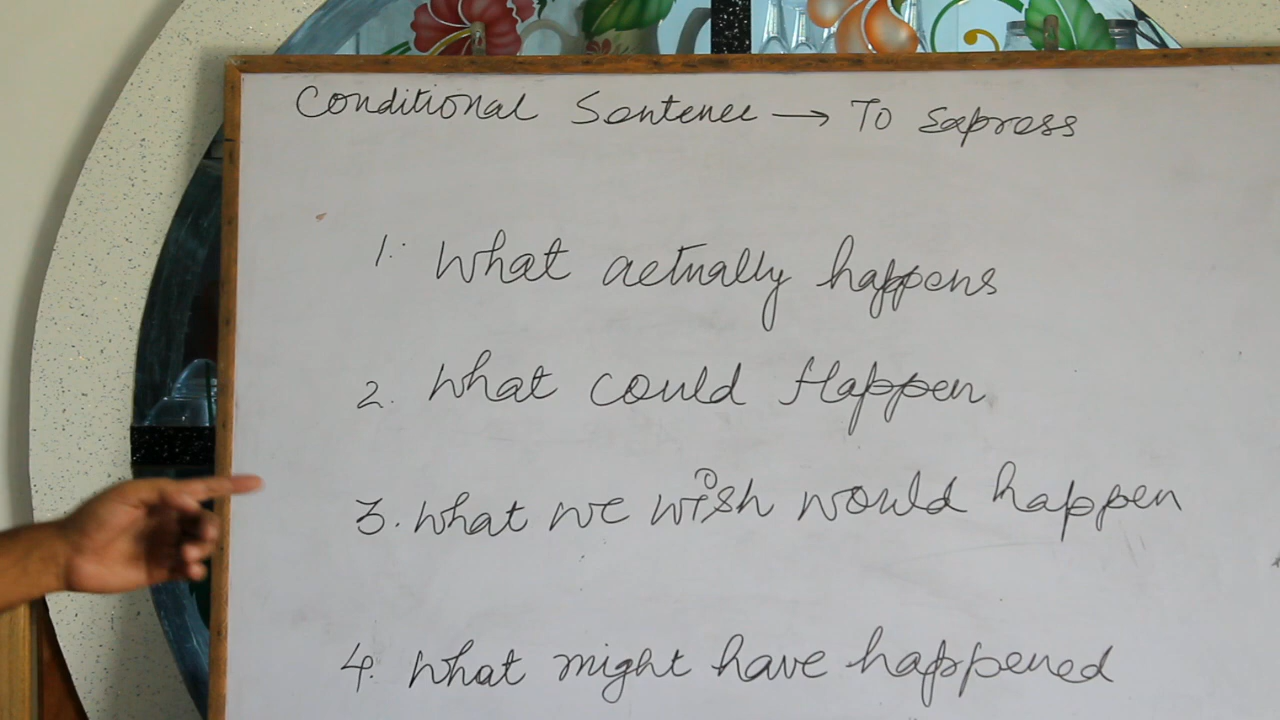 Conditional Sentence → To Express
1. What actually happens
2. What could Happen
3. What we wish would happen
4. What might have happened